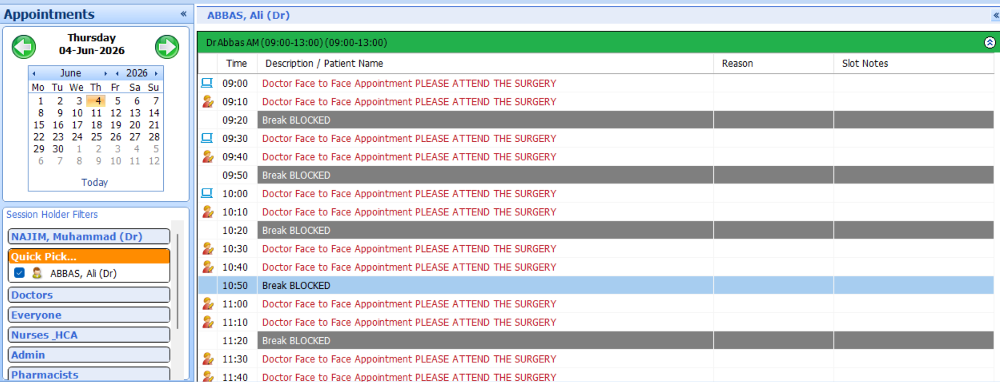 Appointments «
Thursday
04-Jun-2026
June 2026
Mo Tu We Th Fr Sa Su
1 2 3 4 5 6 7
8 9 10 11 12 13 14
15 16 17 18 19 20 21
22 23 24 25 26 27 28
29 30 1 2 3 4 5
6 7 8 9 10 11 12
Today
Session Holder Filters
NAJIM, Muhammad (Dr)
Quick Pick...
ABBAS, Ali (Dr)
Doctors
Everyone
Nurses _HCA
Admin
Pharmacists
ABBAS, Ali (Dr) «
Dr Abbas AM (09:00-13:00) (09:00-13:00)
Time Description / Patient Name Reason Slot Notes
09:00 Doctor Face to Face Appointment PLEASE ATTEND THE SURGERY
09:10 Doctor Face to Face Appointment PLEASE ATTEND THE SURGERY
09:20 Break BLOCKED
09:30 Doctor Face to Face Appointment PLEASE ATTEND THE SURGERY
09:40 Doctor Face to Face Appointment PLEASE ATTEND THE SURGERY
09:50 Break BLOCKED
10:00 Doctor Face to Face Appointment PLEASE ATTEND THE SURGERY
10:10 Doctor Face to Face Appointment PLEASE ATTEND THE SURGERY
10:20 Break BLOCKED
10:30 Doctor Face to Face Appointment PLEASE ATTEND THE SURGERY
10:40 Doctor Face to Face Appointment PLEASE ATTEND THE SURGERY
10:50 Break BLOCKED
11:00 Doctor Face to Face Appointment PLEASE ATTEND THE SURGERY
11:10 Doctor Face to Face Appointment PLEASE ATTEND THE SURGERY
11:20 Break BLOCKED
11:30 Doctor Face to Face Appointment PLEASE ATTEND THE SURGERY
11:40 Doctor Face to Face Appointment PLEASE ATTEND THE SURGERY